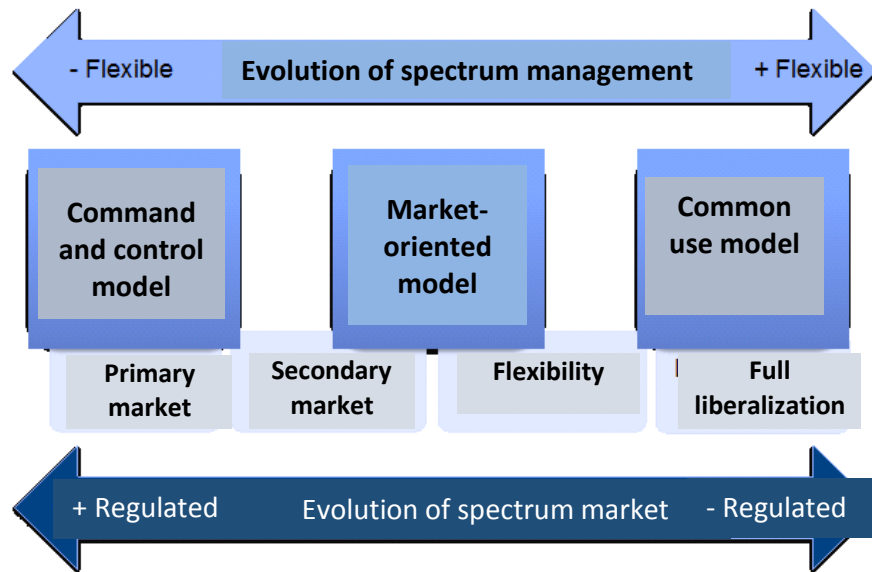 - Flexible Evolution of spectrum management + Flexible
Command
and control
model
Market-
oriented
model
Common
use model
Primary
market
Secondary
market
Flexibility
Full
liberalization
+ Regulated Evolution of spectrum market - Regulated